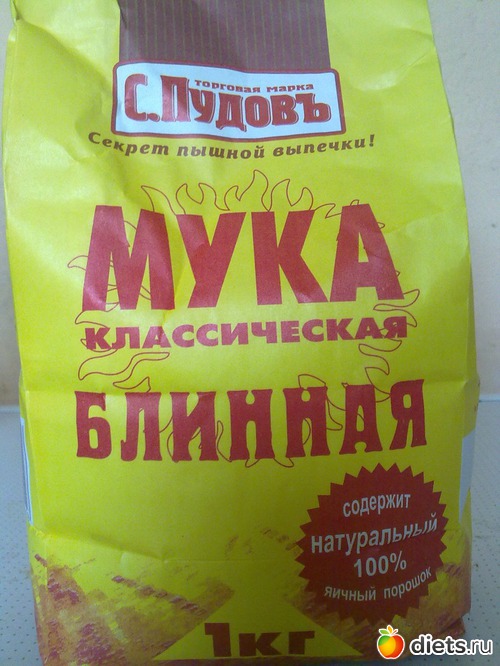 торговая марка
С.Пудовъ
Секрет пышной выпечки!
МУКА
КЛАССИЧЕСКАЯ
БЛИННАЯ
содержит
натуральный
100%
яичный порошок
1кг
diets.ru